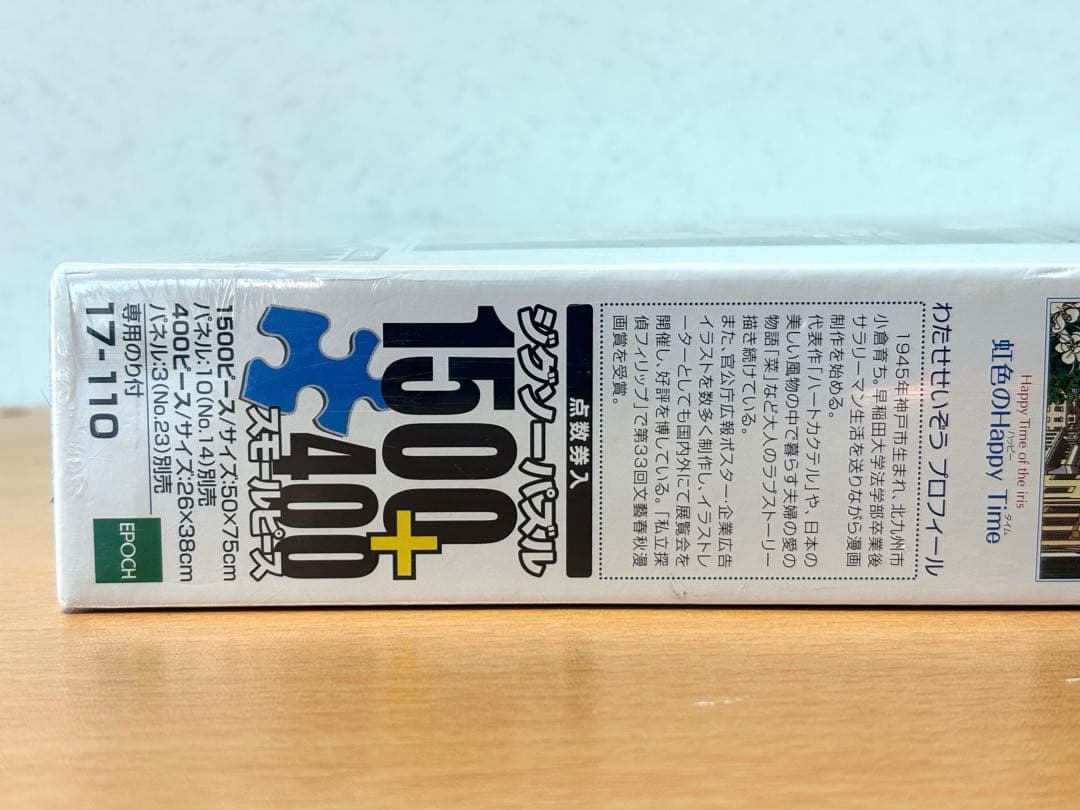 Happy Time of the iris
虹色のHappy Time
ハッピー
タイム
わたせせいぞう プロフィール
1945年神戸市生まれ、北九州市
小倉育ち。早稲田大学法学部卒業後
サラリーマン生活を送りながら漫画
制作を始める。
代表作「ハートカクテル」や、日本の
美しい風物の中で暮らす夫婦の愛の
物語「菜」など大人のラブストーリー
描き続けている。
また、官公庁広報ポスター・企業広告
イラストを数多く制作し、イラストレ
ーターとしても国内外にて展覧会を
開催し、好評を博している。「私立探
偵フィリップ」で第33回文藝春秋漫
画賞を受賞。
点数券入
ジグソーパズル
1500
+400
スモールピース
1500ピース/サイズ:50×75cm
パネル:10(No.14)別売
400ピース/サイズ:26×38cm
パネル:3(No.23)別売
専用のり付
17-110
EPOCH